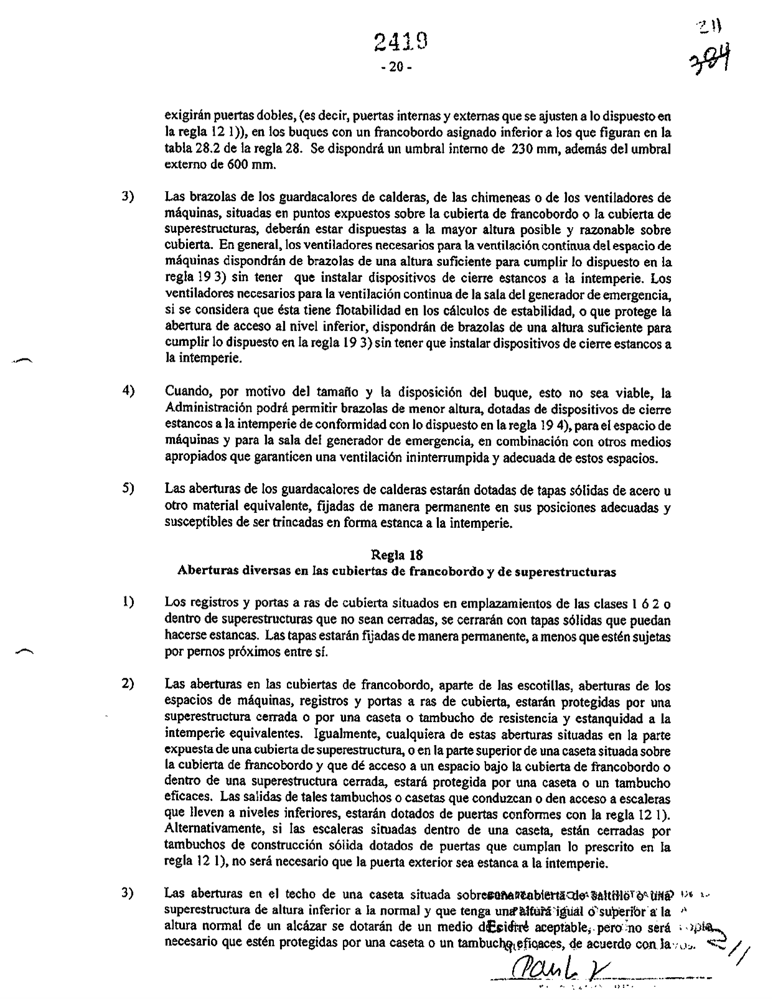 2419
211
- 20 -
384
exigirán puertas dobles, (es decir, puertas internas y externas que se ajusten a lo dispuesto en
la regla 12 1)), en los buques con un francobordo asignado inferior a los que figuran en la
tabla 28.2 de la regla 28. Se dispondrá un umbral interno de 230 mm, además del umbral
externo de 600 mm.
3) Las brazolas de los guardacalores de calderas, de las chimeneas o de los ventiladores de
máquinas, situadas en puntos expuestos sobre la cubierta de francobordo o la cubierta de
superestructuras, deberán estar dispuestas a la mayor altura posible y razonable sobre
cubierta. En general, los ventiladores necesarios para la ventilación continua del espacio de
máquinas dispondrán de brazolas de una altura suficiente para cumplir lo dispuesto en la
regla 19 3) sin tener que instalar dispositivos de cierre estancos a la intemperie. Los
ventiladores necesarios para la ventilación continua de la sala del generador de emergencia,
si se considera que ésta tiene flotabilidad en los cálculos de estabilidad, o que protege la
abertura de acceso al nivel inferior, dispondrán de brazolas de una altura suficiente para
cumplir lo dispuesto en la regla 19 3) sin tener que instalar dispositivos de cierre estancos a
la intemperie.
4) Cuando, por motivo del tamaño y la disposición del buque, esto no sea viable, la
Administración podrá permitir brazolas de menor altura, dotadas de dispositivos de cierre
estancos a la intemperie de conformidad con lo dispuesto en la regla 19 4), para el espacio de
máquinas y para la sala del generador de emergencia, en combinación con otros medios
apropiados que garanticen una ventilación ininterrumpida y adecuada de estos espacios.
5) Las aberturas de los guardacalores de calderas estarán dotadas de tapas sólidas de acero u
otro material equivalente, fijadas de manera permanente en sus posiciones adecuadas y
susceptibles de ser trincadas en forma estanca a la intemperie.
Regla 18
Aberturas diversas en las cubiertas de francobordo y de superestructuras
1) Los registros y portas a ras de cubierta situados en emplazamientos de las clases 1 ó 2 o
dentro de superestructuras que no sean cerradas, se cerrarán con tapas sólidas que puedan
hacerse estancas. Las tapas estarán fijadas de manera permanente, a menos que estén sujetas
por pernos próximos entre sí.
2) Las aberturas en las cubiertas de francobordo, aparte de las escotillas, aberturas de los
espacios de máquinas, registros y portas a ras de cubierta, estarán protegidas por una
superestructura cerrada o por una caseta o tambucho de resistencia y estanquidad a la
intemperie equivalentes. Igualmente, cualquiera de estas aberturas situadas en la parte
expuesta de una cubierta de superestructura, o en la parte superior de una caseta situada sobre
la cubierta de francobordo y que dé acceso a un espacio bajo la cubierta de francobordo o
dentro de una superestructura cerrada, estará protegida por una caseta o un tambucho
eficaces. Las salidas de tales tambuchos o casetas que conduzcan o den acceso a escaleras
que lleven a niveles inferiores, estarán dotados de puertas conformes con la regla 12 1).
Alternativamente, si las escaleras situadas dentro de una caseta, están cerradas por
tambuchos de construcción sólida dotados de puertas que cumplan lo prescrito en la
regla 12 1), no será necesario que la puerta exterior sea estanca a la intemperie.
3) Las aberturas en el techo de una caseta situada sobre una cubierta de saltillo o una
superestructura de altura inferior a la normal y que tenga una altura igual o superior a la
altura normal de un alcázar se dotarán de un medio de cierre aceptable, pero no será
necesario que estén protegidas por una caseta o un tambucho eficaces, de acuerdo con la
211